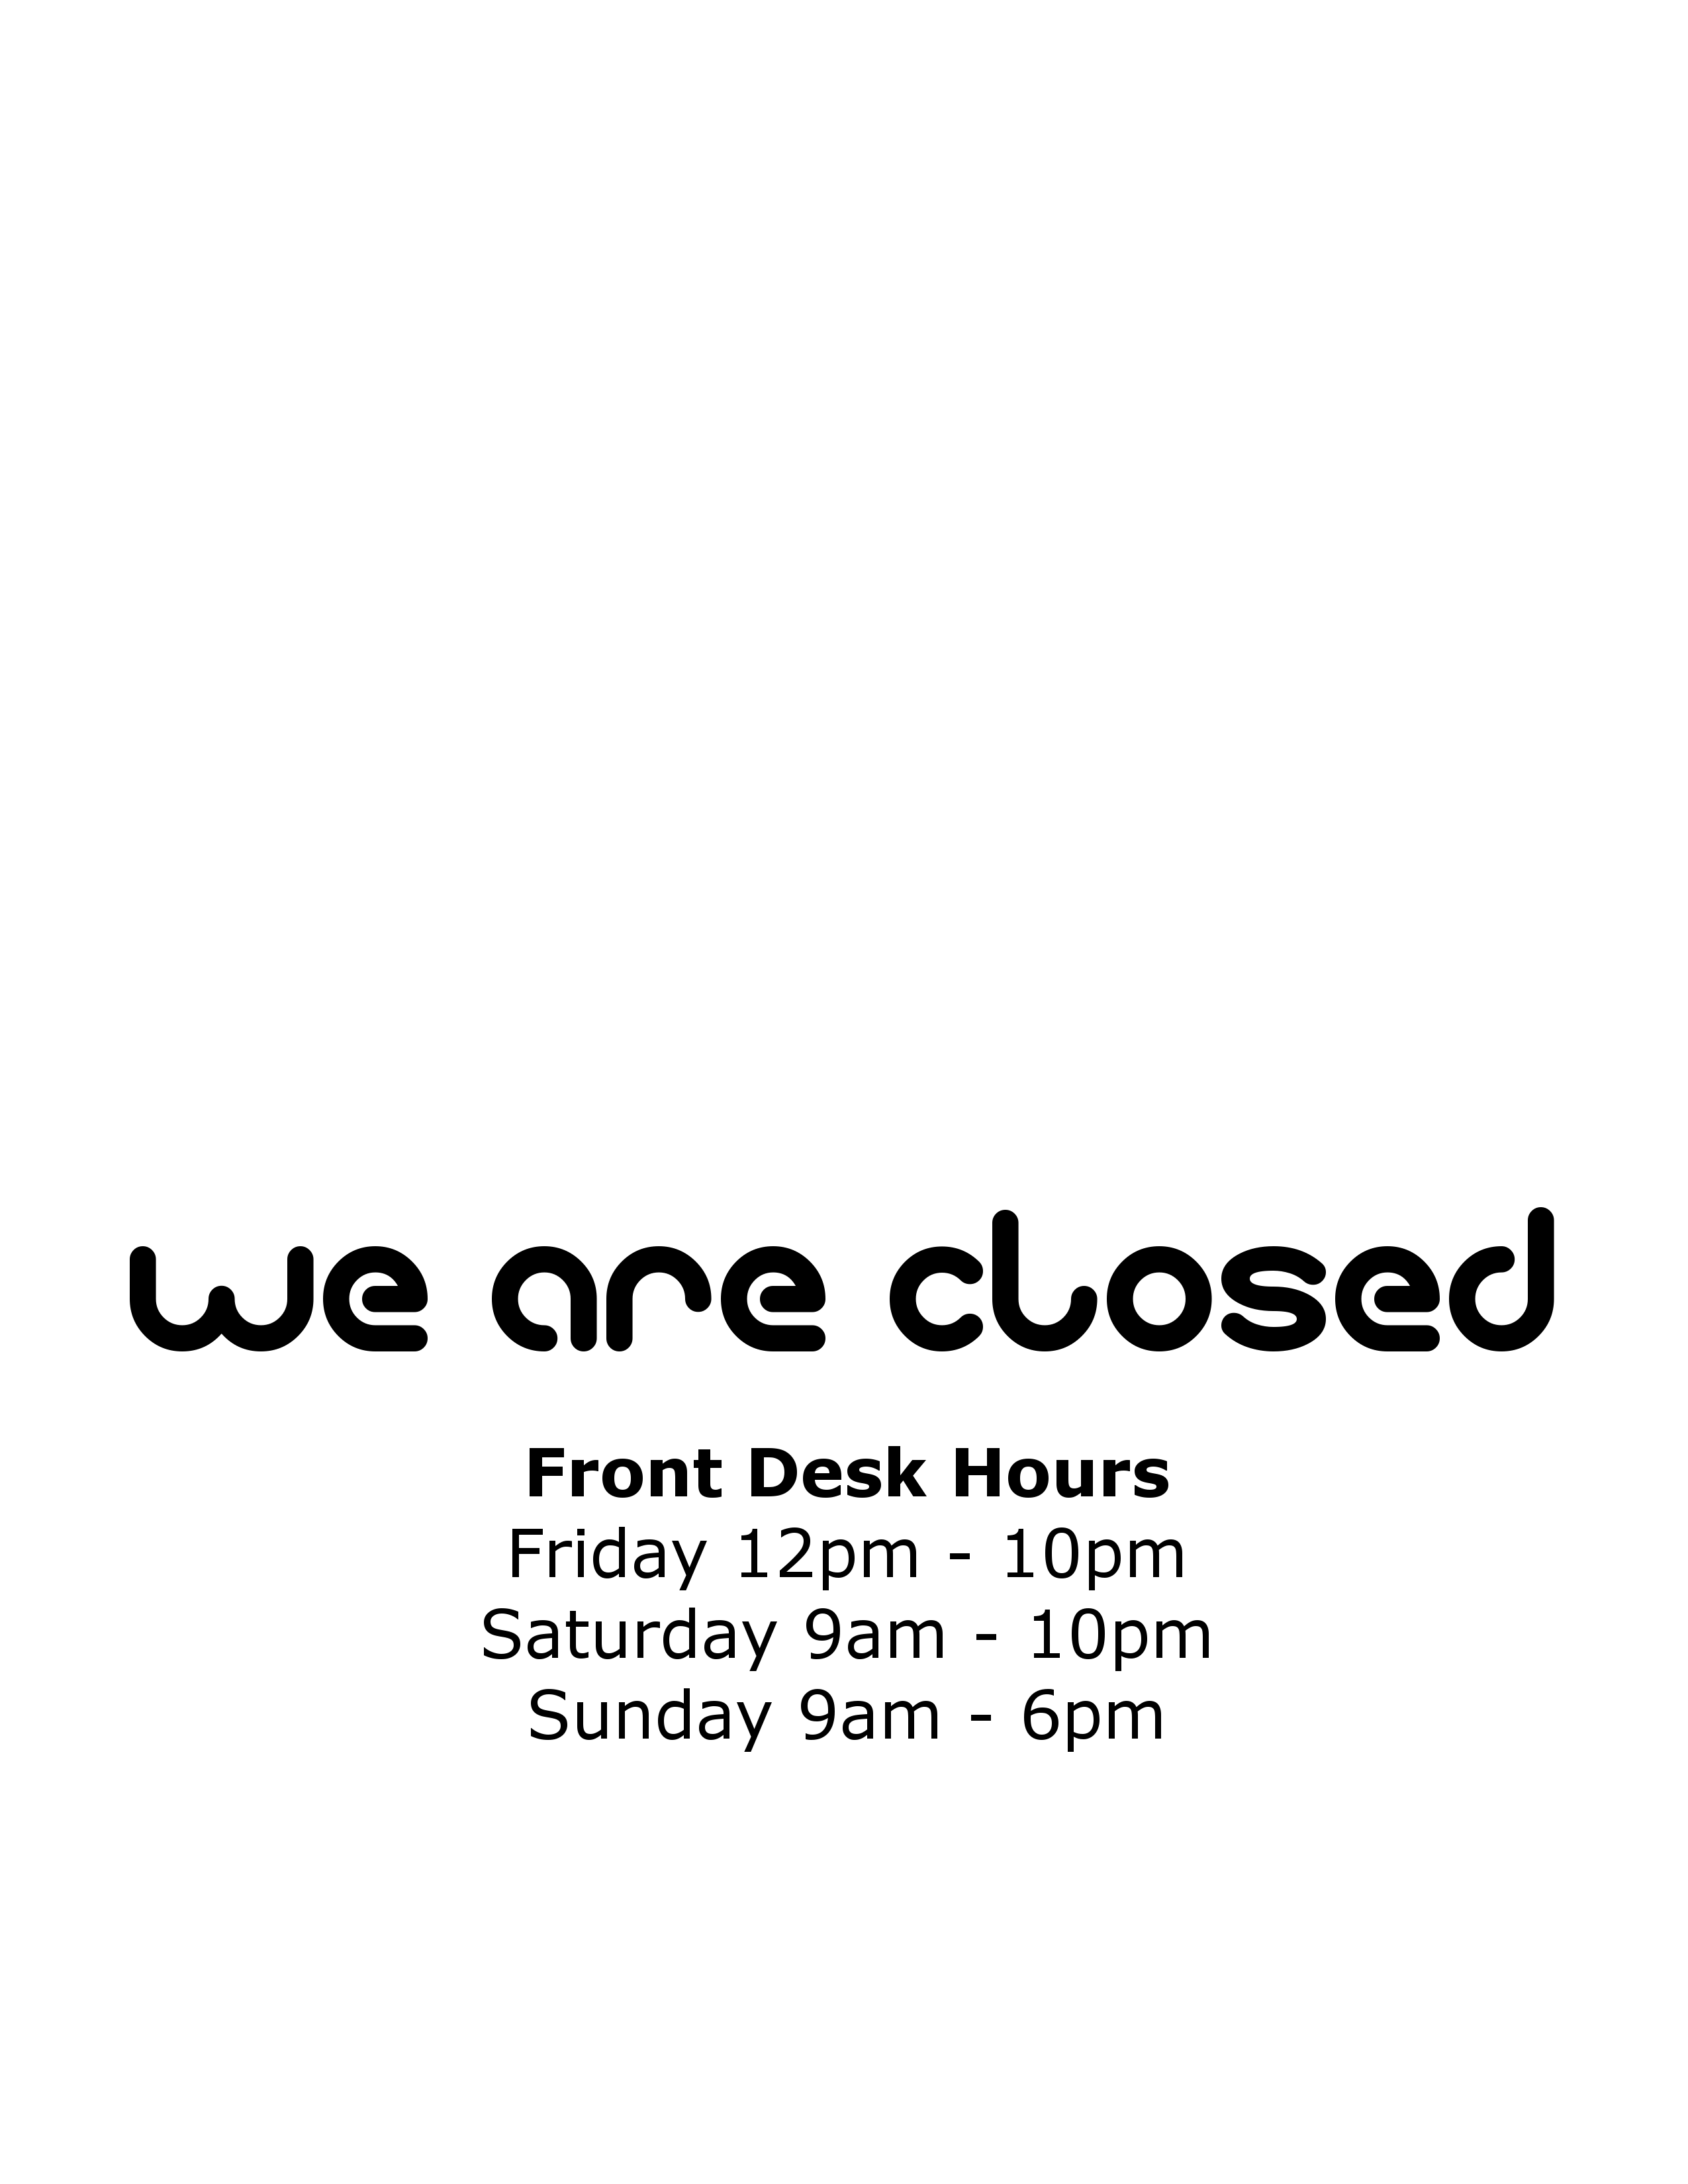 we are closed
Front Desk Hours
Friday 12pm - 10pm
Saturday 9am - 10pm
Sunday 9am - 6pm